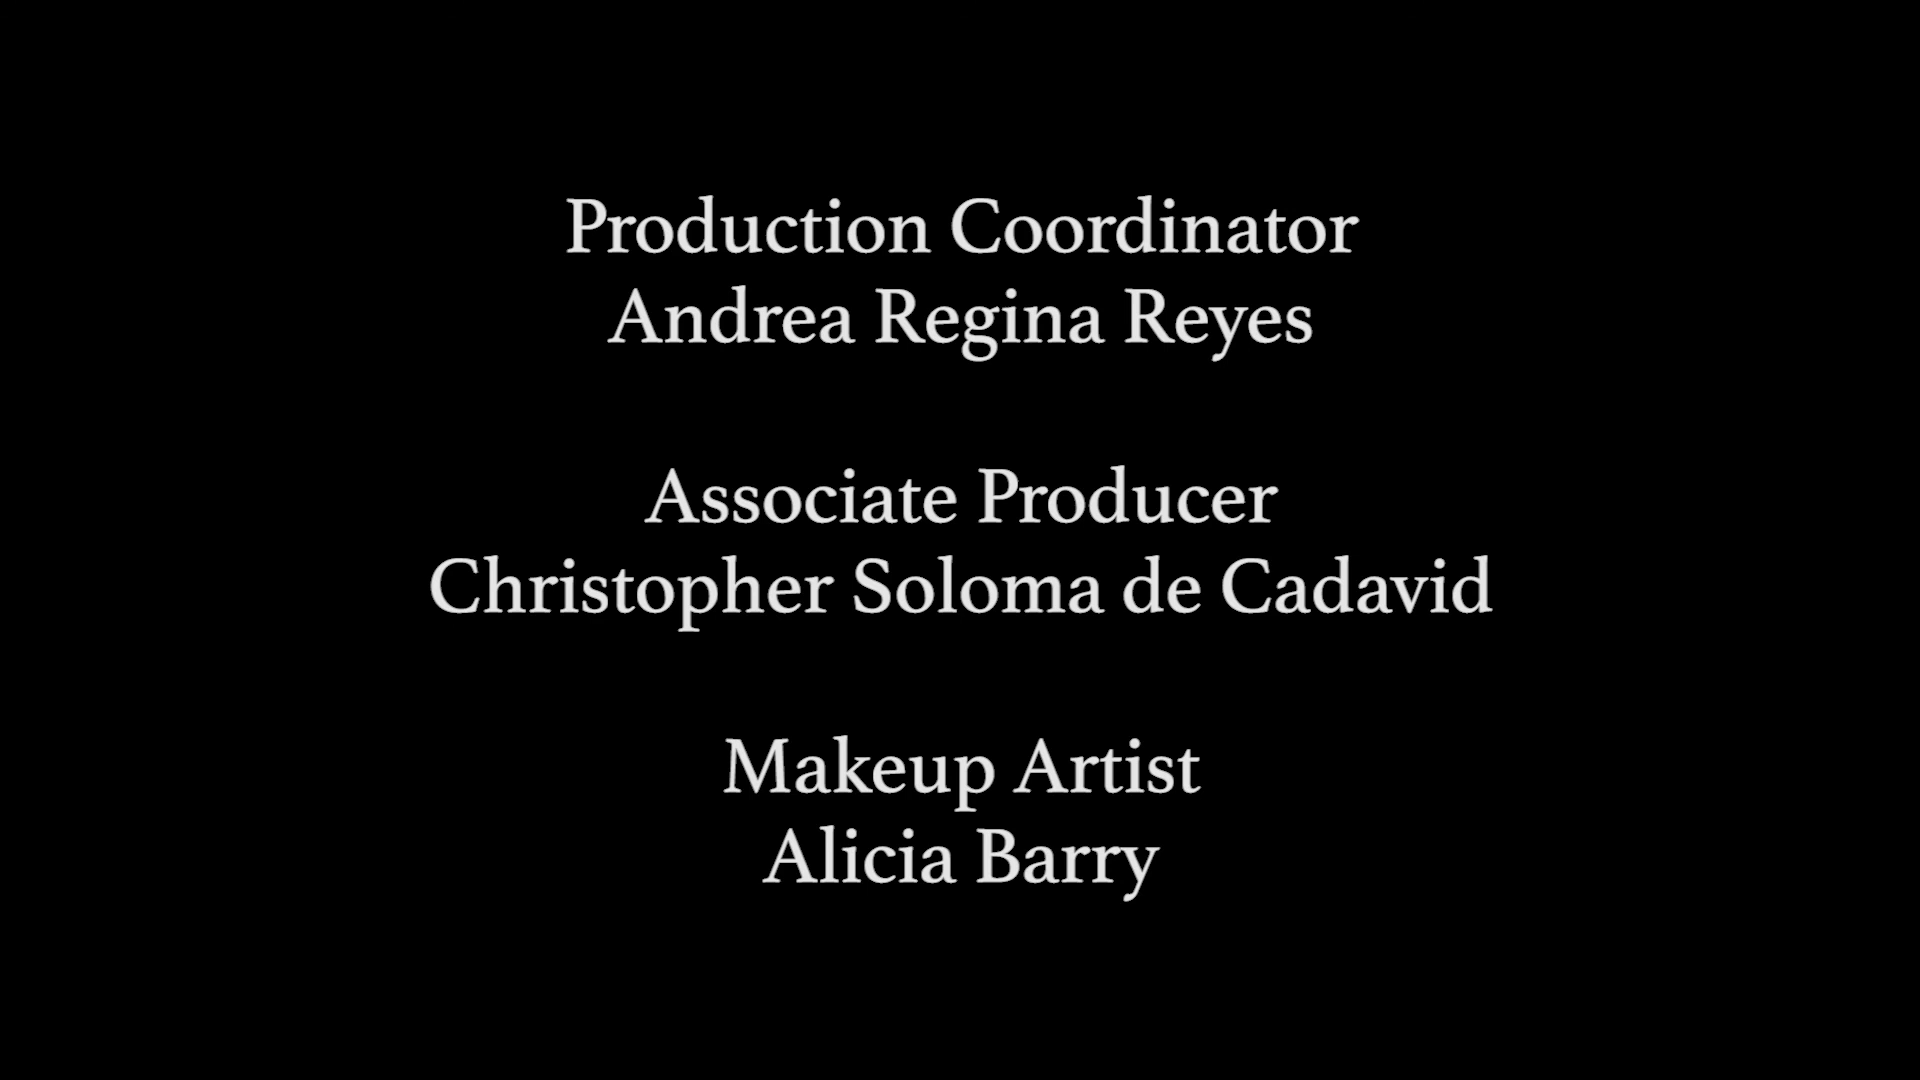 Production Coordinator
Andrea Regina Reyes
Associate Producer
Christopher Soloma de Cadavid
Makeup Artist
Alicia Barry